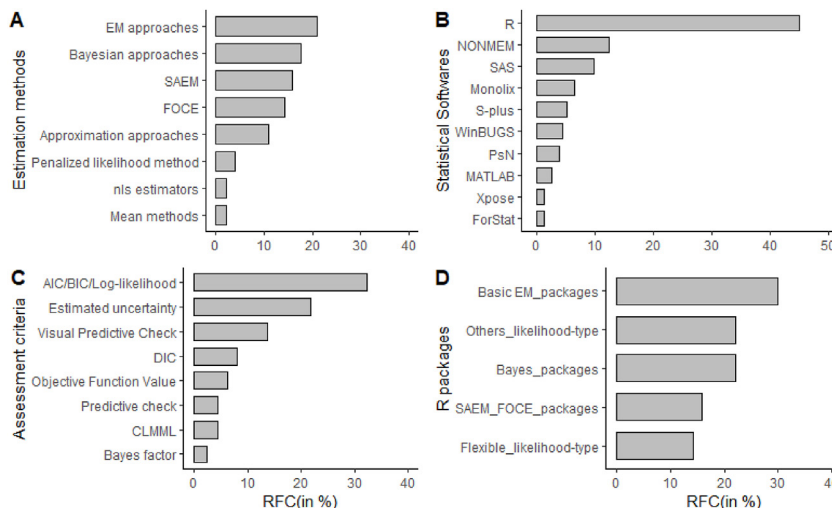 A
Estimation methods
EM approaches
Bayesian approaches
SAEM
FOCE
Approximation approaches
Penalized likelihood method
nls estimators
Mean methods
0 10 20 30 40
B
Statistical Softwares
R
NONMEM
SAS
Monolix
S-plus
WinBUGS
PsN
MATLAB
Xpose
ForStat
0 10 20 30 40 50
C
Assessment criteria
AIC/BIC/Log-likelihood
Estimated uncertainty
Visual Predictive Check
DIC
Objective Function Value
Predictive check
CLMML
Bayes factor
0 10 20 30 40
RFC(in %)
D
R packages
Basic EM_packages
Others_likelihood-type
Bayes_packages
SAEM_FOCE_packages
Flexible_likelihood-type
0 10 20 30 40
RFC(in %)